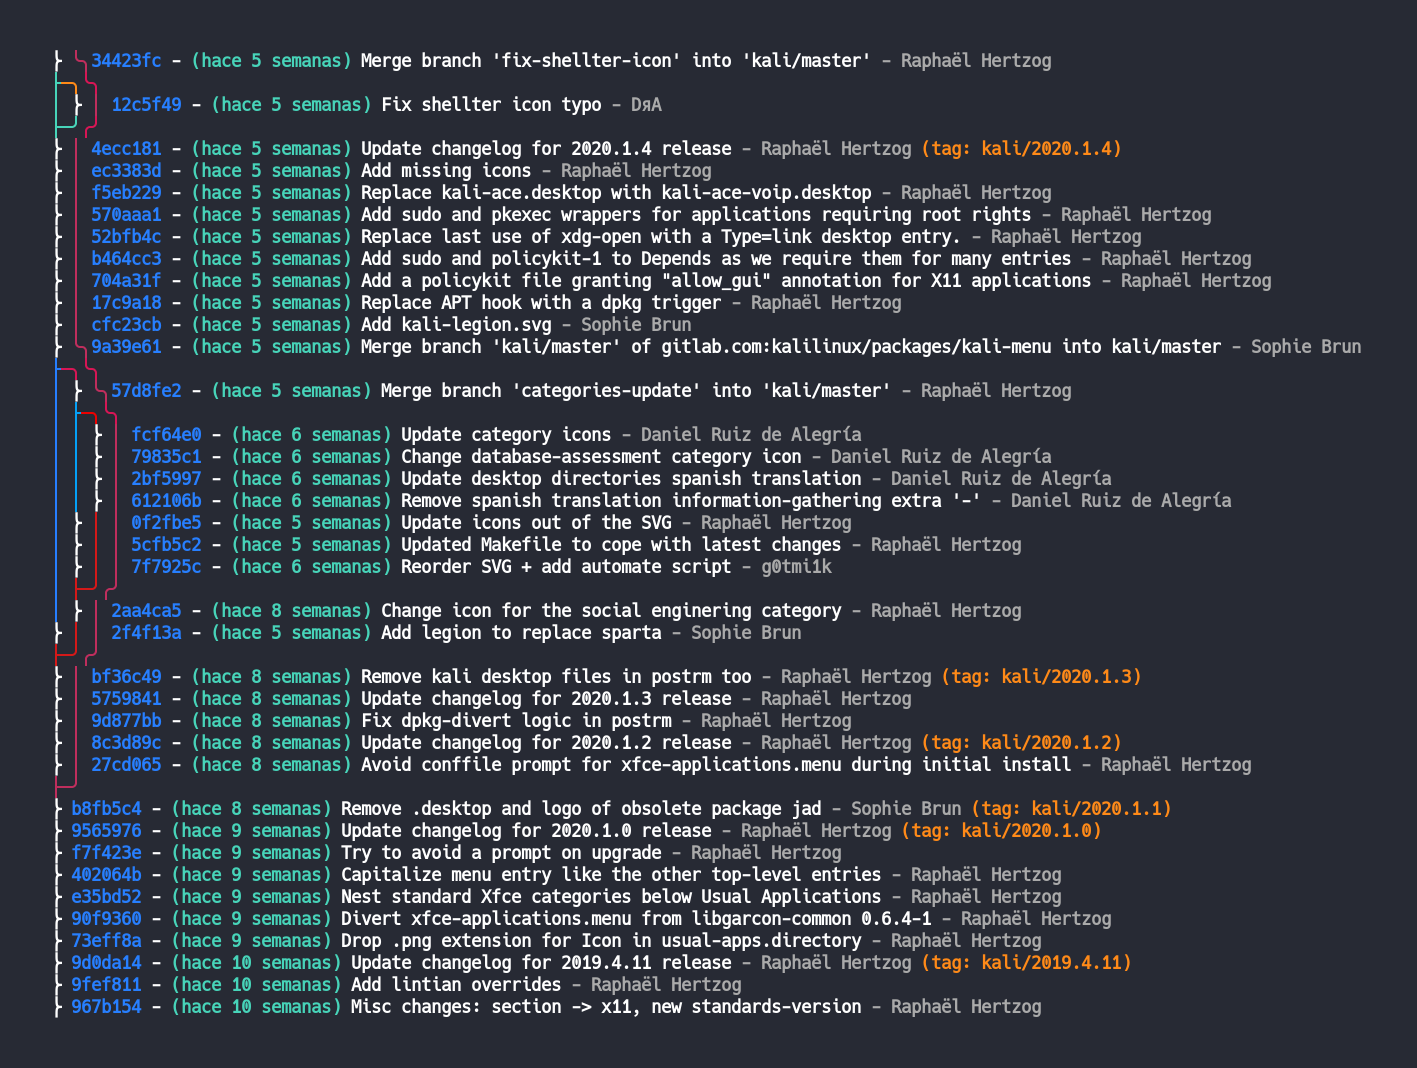 34423fc - (hace 5 semanas) Merge branch 'fix-shellter-icon' into 'kali/master' - Raphaël Hertzog
12c5f49 - (hace 5 semanas) Fix shellter icon typo - DяA
4ecc181 - (hace 5 semanas) Update changelog for 2020.1.4 release - Raphaël Hertzog (tag: kali/2020.1.4)
ec3383d - (hace 5 semanas) Add missing icons - Raphaël Hertzog
f5eb229 - (hace 5 semanas) Replace kali-ace.desktop with kali-ace-voip.desktop - Raphaël Hertzog
570aaa1 - (hace 5 semanas) Add sudo and pkexec wrappers for applications requiring root rights - Raphaël Hertzog
52bfb4c - (hace 5 semanas) Replace last use of xdg-open with a Type=link desktop entry. - Raphaël Hertzog
b464cc3 - (hace 5 semanas) Add sudo and policykit-1 to Depends as we require them for many entries - Raphaël Hertzog
704a31f - (hace 5 semanas) Add a policykit file granting "allow_gui" annotation for X11 applications - Raphaël Hertzog
17c9a18 - (hace 5 semanas) Replace APT hook with a dpkg trigger - Raphaël Hertzog
cfc23cb - (hace 5 semanas) Add kali-legion.svg - Sophie Brun
9a39e61 - (hace 5 semanas) Merge branch 'kali/master' of gitlab.com:kalilinux/packages/kali-menu into kali/master - Sophie Brun
57d8fe2 - (hace 5 semanas) Merge branch 'categories-update' into 'kali/master' - Raphaël Hertzog
fcf64e0 - (hace 6 semanas) Update category icons - Daniel Ruiz de Alegría
79835c1 - (hace 6 semanas) Change database-assessment category icon - Daniel Ruiz de Alegría
2bf5997 - (hace 6 semanas) Update desktop directories spanish translation - Daniel Ruiz de Alegría
612106b - (hace 6 semanas) Remove spanish translation information-gathering extra '-' - Daniel Ruiz de Alegría
0f2fbe5 - (hace 5 semanas) Update icons out of the SVG - Raphaël Hertzog
5cfb5c2 - (hace 5 semanas) Updated Makefile to cope with latest changes - Raphaël Hertzog
7f7925c - (hace 6 semanas) Reorder SVG + add automate script - g0tmi1k
2aa4ca5 - (hace 8 semanas) Change icon for the social enginering category - Raphaël Hertzog
2f4f13a - (hace 5 semanas) Add legion to replace sparta - Sophie Brun
bf36c49 - (hace 8 semanas) Remove kali desktop files in postrm too - Raphaël Hertzog (tag: kali/2020.1.3)
5759841 - (hace 8 semanas) Update changelog for 2020.1.3 release - Raphaël Hertzog
9d877bb - (hace 8 semanas) Fix dpkg-divert logic in postrm - Raphaël Hertzog
8c3d89c - (hace 8 semanas) Update changelog for 2020.1.2 release - Raphaël Hertzog (tag: kali/2020.1.2)
27cd065 - (hace 8 semanas) Avoid conffile prompt for xfce-applications.menu during initial install - Raphaël Hertzog
b8fb5c4 - (hace 8 semanas) Remove .desktop and logo of obsolete package jad - Sophie Brun (tag: kali/2020.1.1)
9565976 - (hace 9 semanas) Update changelog for 2020.1.0 release - Raphaël Hertzog (tag: kali/2020.1.0)
f7f423e - (hace 9 semanas) Try to avoid a prompt on upgrade - Raphaël Hertzog
402064b - (hace 9 semanas) Capitalize menu entry like the other top-level entries - Raphaël Hertzog
e35bd52 - (hace 9 semanas) Nest standard Xfce categories below Usual Applications - Raphaël Hertzog
90f9360 - (hace 9 semanas) Divert xfce-applications.menu from libgarcon-common 0.6.4-1 - Raphaël Hertzog
73eff8a - (hace 9 semanas) Drop .png extension for Icon in usual-apps.directory - Raphaël Hertzog
9d0da14 - (hace 10 semanas) Update changelog for 2019.4.11 release - Raphaël Hertzog (tag: kali/2019.4.11)
9fef811 - (hace 10 semanas) Add lintian overrides - Raphaël Hertzog
967b154 - (hace 10 semanas) Misc changes: section -> x11, new standards-version - Raphaël Hertzog